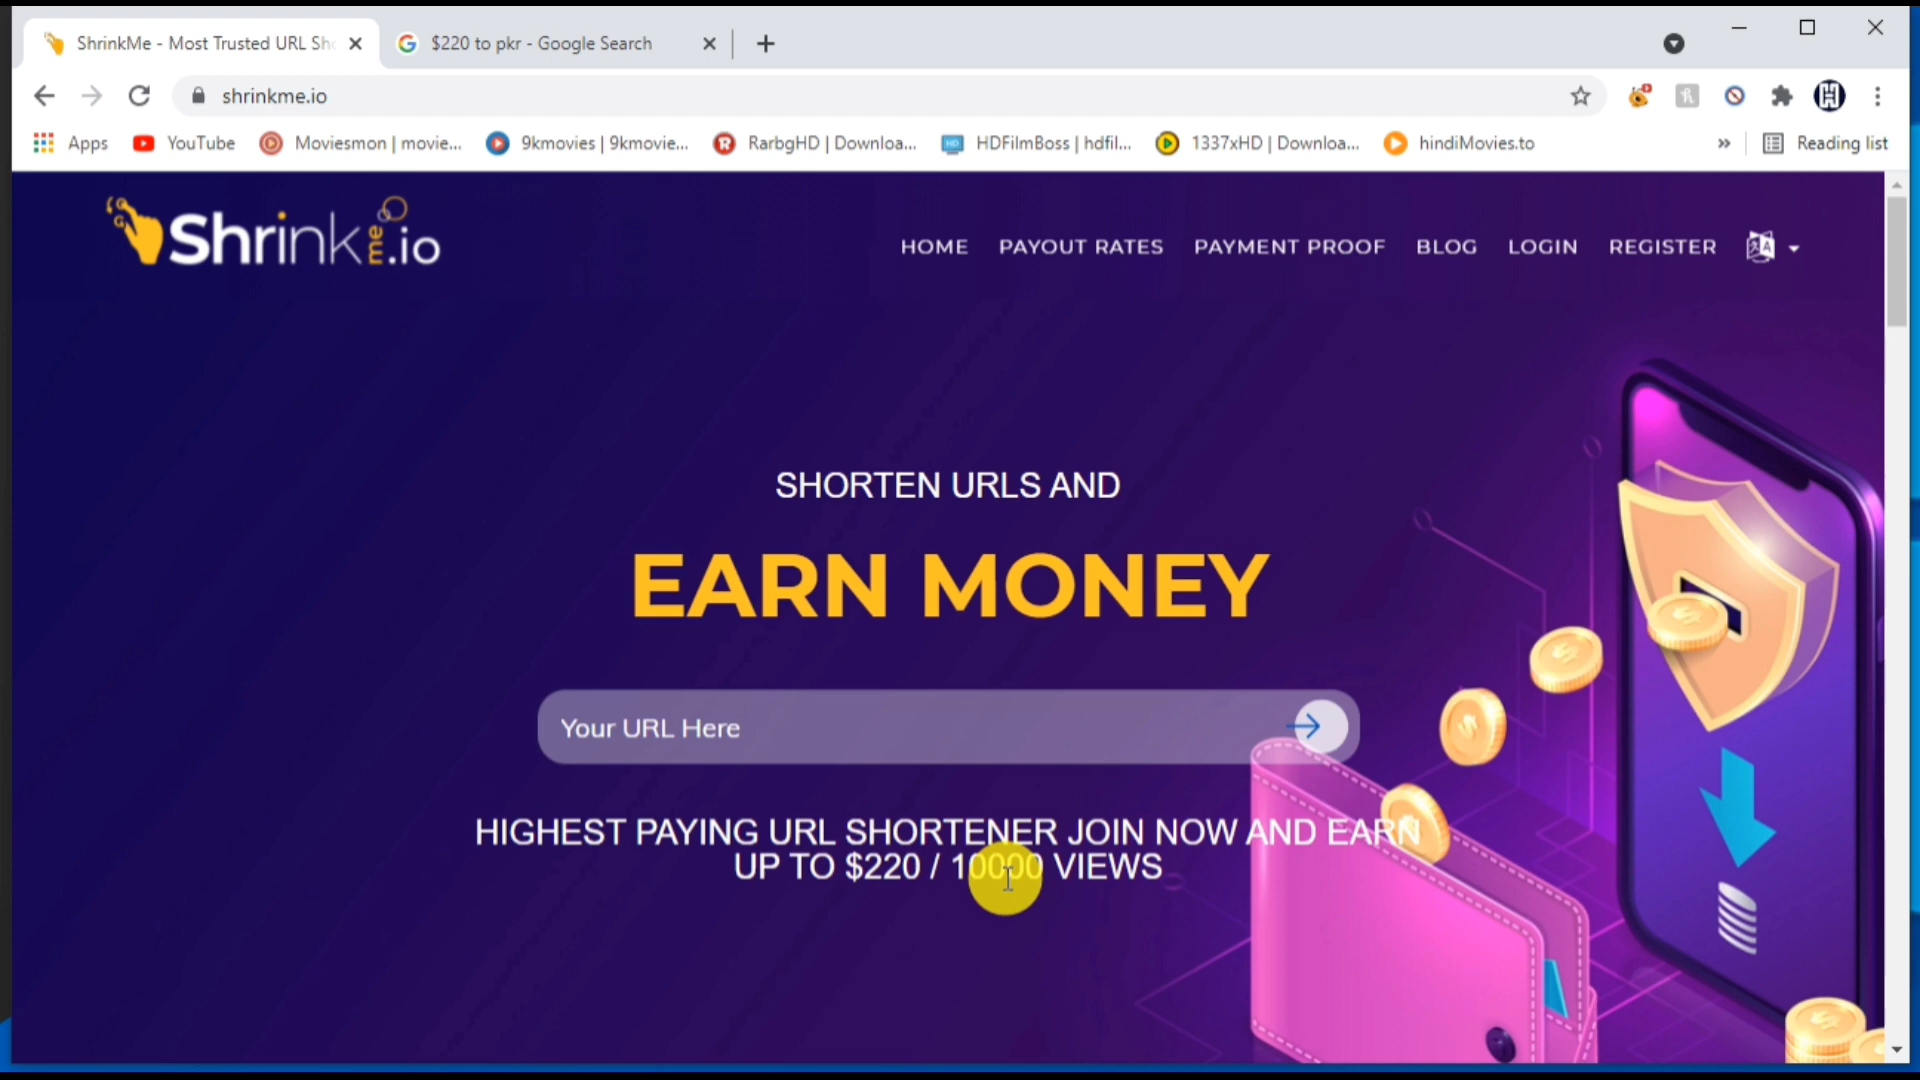 ShrinkMe - Most Trusted URL Sho
$220 to pkr - Google Search
shrinkme.io
Apps
YouTube
Moviesmon | movie...
9kmovies | 9kmovie...
RarbgHD | Downloa...
HDFilmBoss | hdfil...
1337xHD | Downloa...
hindiMovies.to
»
Reading list
Shrinkme.io
HOME
PAYOUT RATES
PAYMENT PROOF
BLOG
LOGIN
REGISTER
SHORTEN URLS AND
EARN MONEY
Your URL Here
HIGHEST PAYING URL SHORTENER JOIN NOW AND EARN
UP TO $220 / 10000 VIEWS